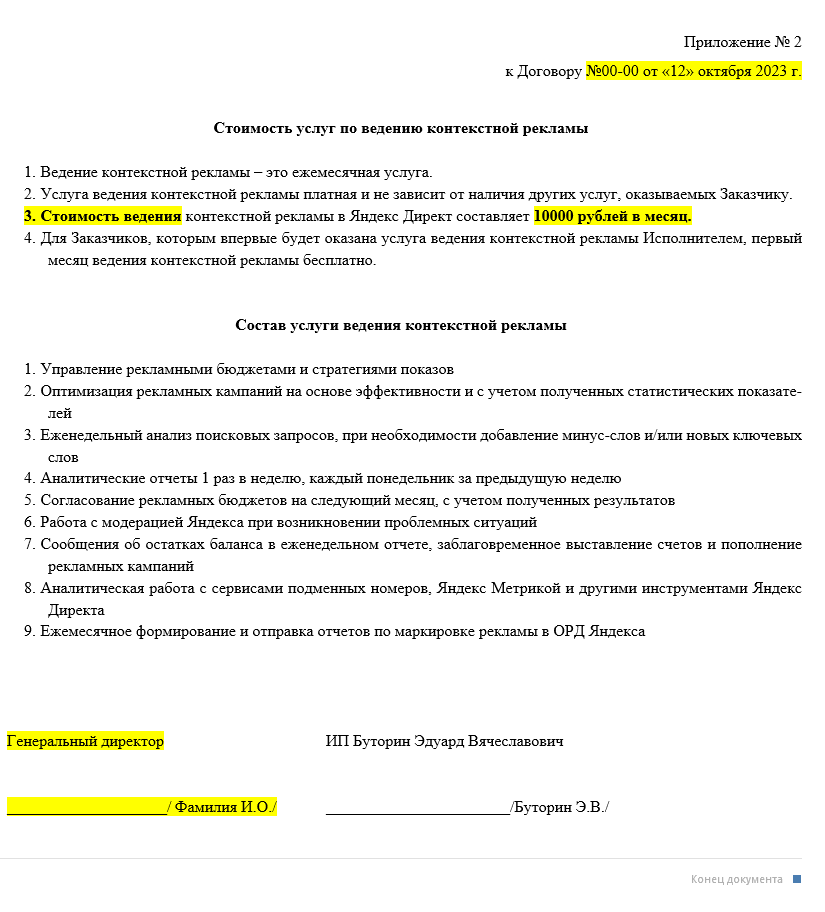 Приложение № 2
к Договору №00-00 от «12» октября 2023 г.
Стоимость услуг по ведению контекстной рекламы
1. Ведение контекстной рекламы – это ежемесячная услуга.
2. Услуга ведения контекстной рекламы платная и не зависит от наличия других услуг, оказываемых Заказчику.
3. Стоимость ведения контекстной рекламы в Яндекс Директ составляет 10000 рублей в месяц.
4. Для Заказчиков, которым впервые будет оказана услуга ведения контекстной рекламы Исполнителем, первый
месяц ведения контекстной рекламы бесплатно.
Состав услуги ведения контекстной рекламы
1. Управление рекламными бюджетами и стратегиями показов
2. Оптимизация рекламных кампаний на основе эффективности и с учетом полученных статистических показате-
лей
3. Еженедельный анализ поисковых запросов, при необходимости добавление минус-слов и/или новых ключевых
слов
4. Аналитические отчеты 1 раз в неделю, каждый понедельник за предыдущую неделю
5. Согласование рекламных бюджетов на следующий месяц, с учетом полученных результатов
6. Работа с модерацией Яндекса при возникновении проблемных ситуаций
7. Сообщения об остатках баланса в еженедельном отчете, заблаговременное выставление счетов и пополнение
рекламных кампаний
8. Аналитическая работа с сервисами подменных номеров, Яндекс Метрикой и другими инструментами Яндекс
Директа
9. Ежемесячное формирование и отправка отчетов по маркировке рекламы в ОРД Яндекса
Генеральный директор ИП Буторин Эдуард Вячеславович
____________________/ Фамилия И.О./ _______________________/Буторин Э.В./
Конец документа